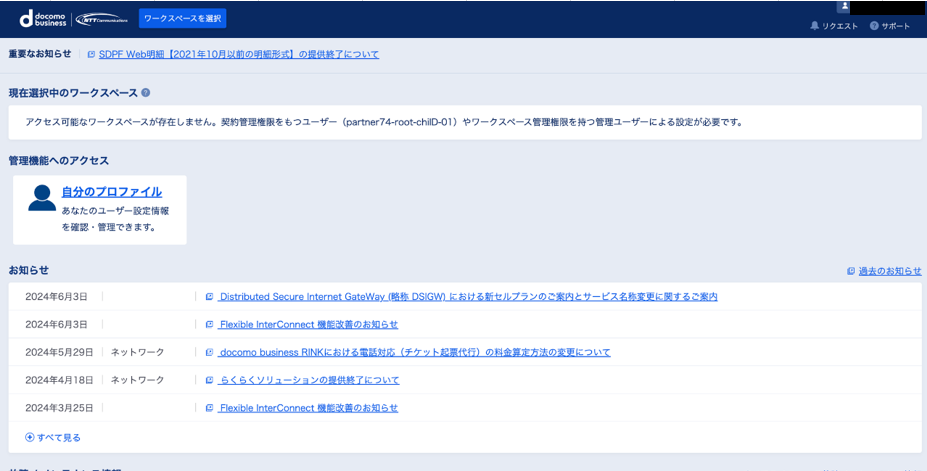 docomo business NTT Communications ワークスペースを選択
リクエスト ? サポート
重要なお知らせ SDPF Web明細【2021年10月以前の明細形式】の提供終了について
現在選択中のワークスペース ?
アクセス可能なワークスペースが存在しません。契約管理権限をもつユーザー（partner74-root-chilD-01）やワークスペース管理権限を持つ管理ユーザーによる設定が必要です。
管理機能へのアクセス
自分のプロファイル
あなたのユーザー設定情報
を確認・管理できます。
お知らせ 過去のお知らせ
2024年6月3日 Distributed Secure Internet GateWay (略称 DSIGW) における新セルプランのご案内とサービス名称変更に関するご案内
2024年6月3日 Flexible InterConnect 機能改善のお知らせ
2024年5月29日 ネットワーク docomo business RINKにおける電話対応（チケット起票代行）の料金算定方法の変更について
2024年4月18日 ネットワーク らくらくソリューションの提供終了について
2024年3月25日 Flexible InterConnect 機能改善のお知らせ
すべて見る